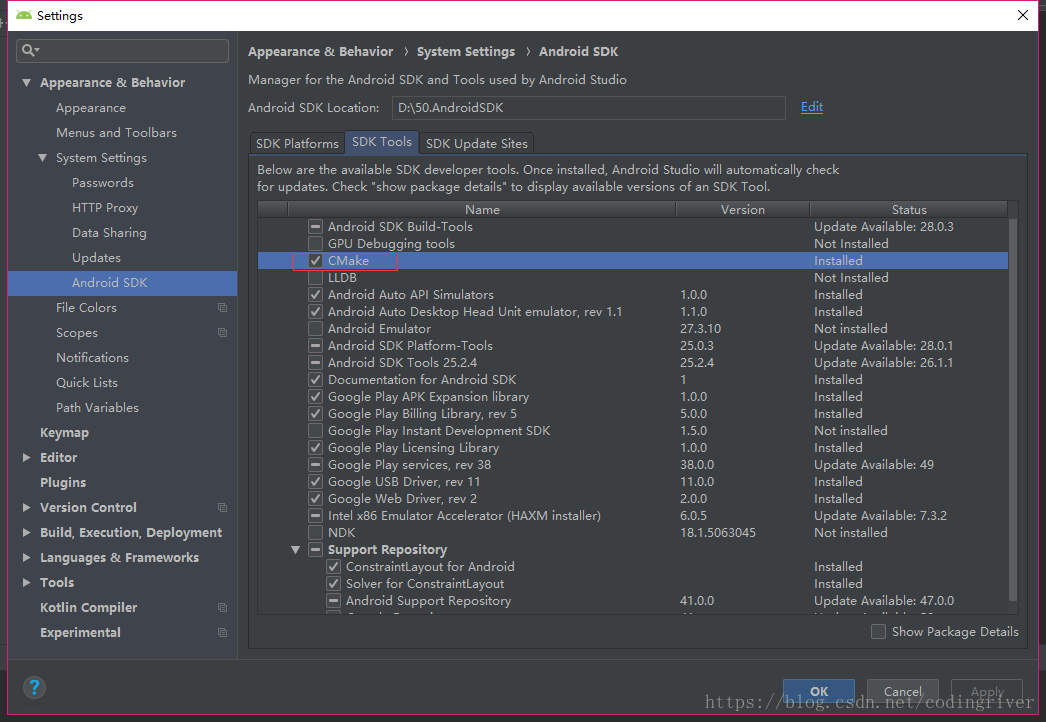 Settings
Appearance & Behavior
Appearance
Menus and Toolbars
System Settings
Passwords
HTTP Proxy
Data Sharing
Updates
Android SDK
File Colors
Scopes
Notifications
Quick Lists
Path Variables
Keymap
Editor
Plugins
Version Control
Build, Execution, Deployment
Languages & Frameworks
Tools
Kotlin Compiler
Experimental
Appearance & Behavior › System Settings › Android SDK
Manager for the Android SDK and Tools used by Android Studio
Android SDK Location: D:\50.AndroidSDK Edit
SDK Platforms SDK Tools SDK Update Sites
Below are the available SDK developer tools. Once installed, Android Studio will automatically check
for updates. Check "show package details" to display available versions of an SDK Tool.
Name Version Status
Android SDK Build-Tools Update Available: 28.0.3
GPU Debugging tools Not Installed
CMake Installed
LLDB Not Installed
Android Auto API Simulators 1.0.0 Installed
Android Auto Desktop Head Unit emulator, rev 1.1 1.1.0 Installed
Android Emulator 27.3.10 Not installed
Android SDK Platform-Tools 25.0.3 Update Available: 28.0.1
Android SDK Tools 25.2.4 25.2.4 Update Available: 26.1.1
Documentation for Android SDK 1 Installed
Google Play APK Expansion library 1.0.0 Installed
Google Play Billing Library, rev 5 5.0.0 Installed
Google Play Instant Development SDK 1.5.0 Not installed
Google Play Licensing Library 1.0.0 Installed
Google Play services, rev 38 38.0.0 Update Available: 49
Google USB Driver, rev 11 11.0.0 Installed
Google Web Driver, rev 2 2.0.0 Installed
Intel x86 Emulator Accelerator (HAXM installer) 6.0.5 Update Available: 7.3.2
NDK 18.1.5063045 Not installed
Support Repository
ConstraintLayout for Android Installed
Solver for ConstraintLayout Installed
Android Support Repository 41.0.0 Update Available: 47.0.0
Show Package Details
? OK Cancel Apply
https://blog.csdn.net/codingriver